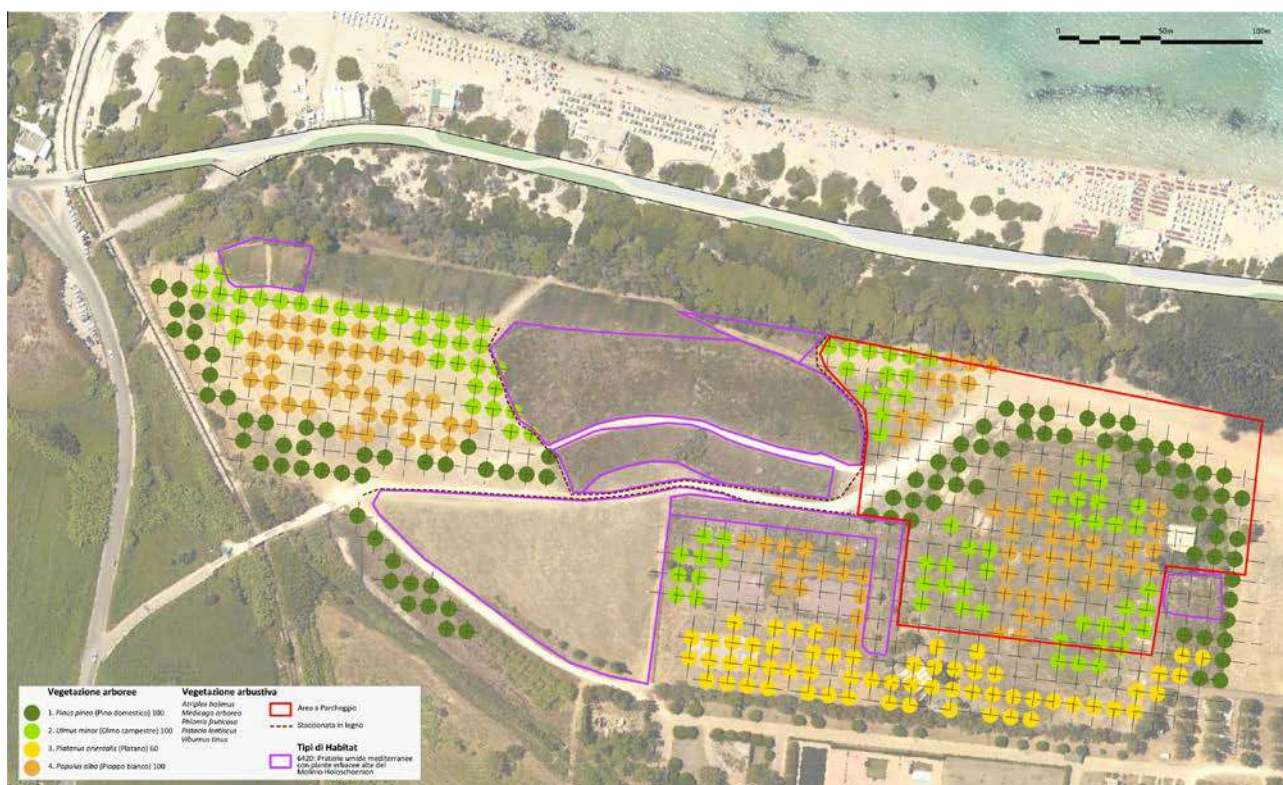 0 50m 100m
Vegetazione arboree
1. Pinus pinea (Pino domestico) 100
2. Ulmus minor (Olmo campestre) 100
3. Platanus orientalis (Platano) 60
4. Populus alba (Pioppo bianco) 100
Vegetazione arbustiva
Atriplex halimus
Medicago arborea
Phlomis fruticosa
Pistacia lentiscus
Viburnus tinus
Area a Parcheggio
Staccionata in legno
Tipi di Habitat
6420: Praterie umide mediterranee
con piante erbacee alte del
Molinio-Holoschoenion